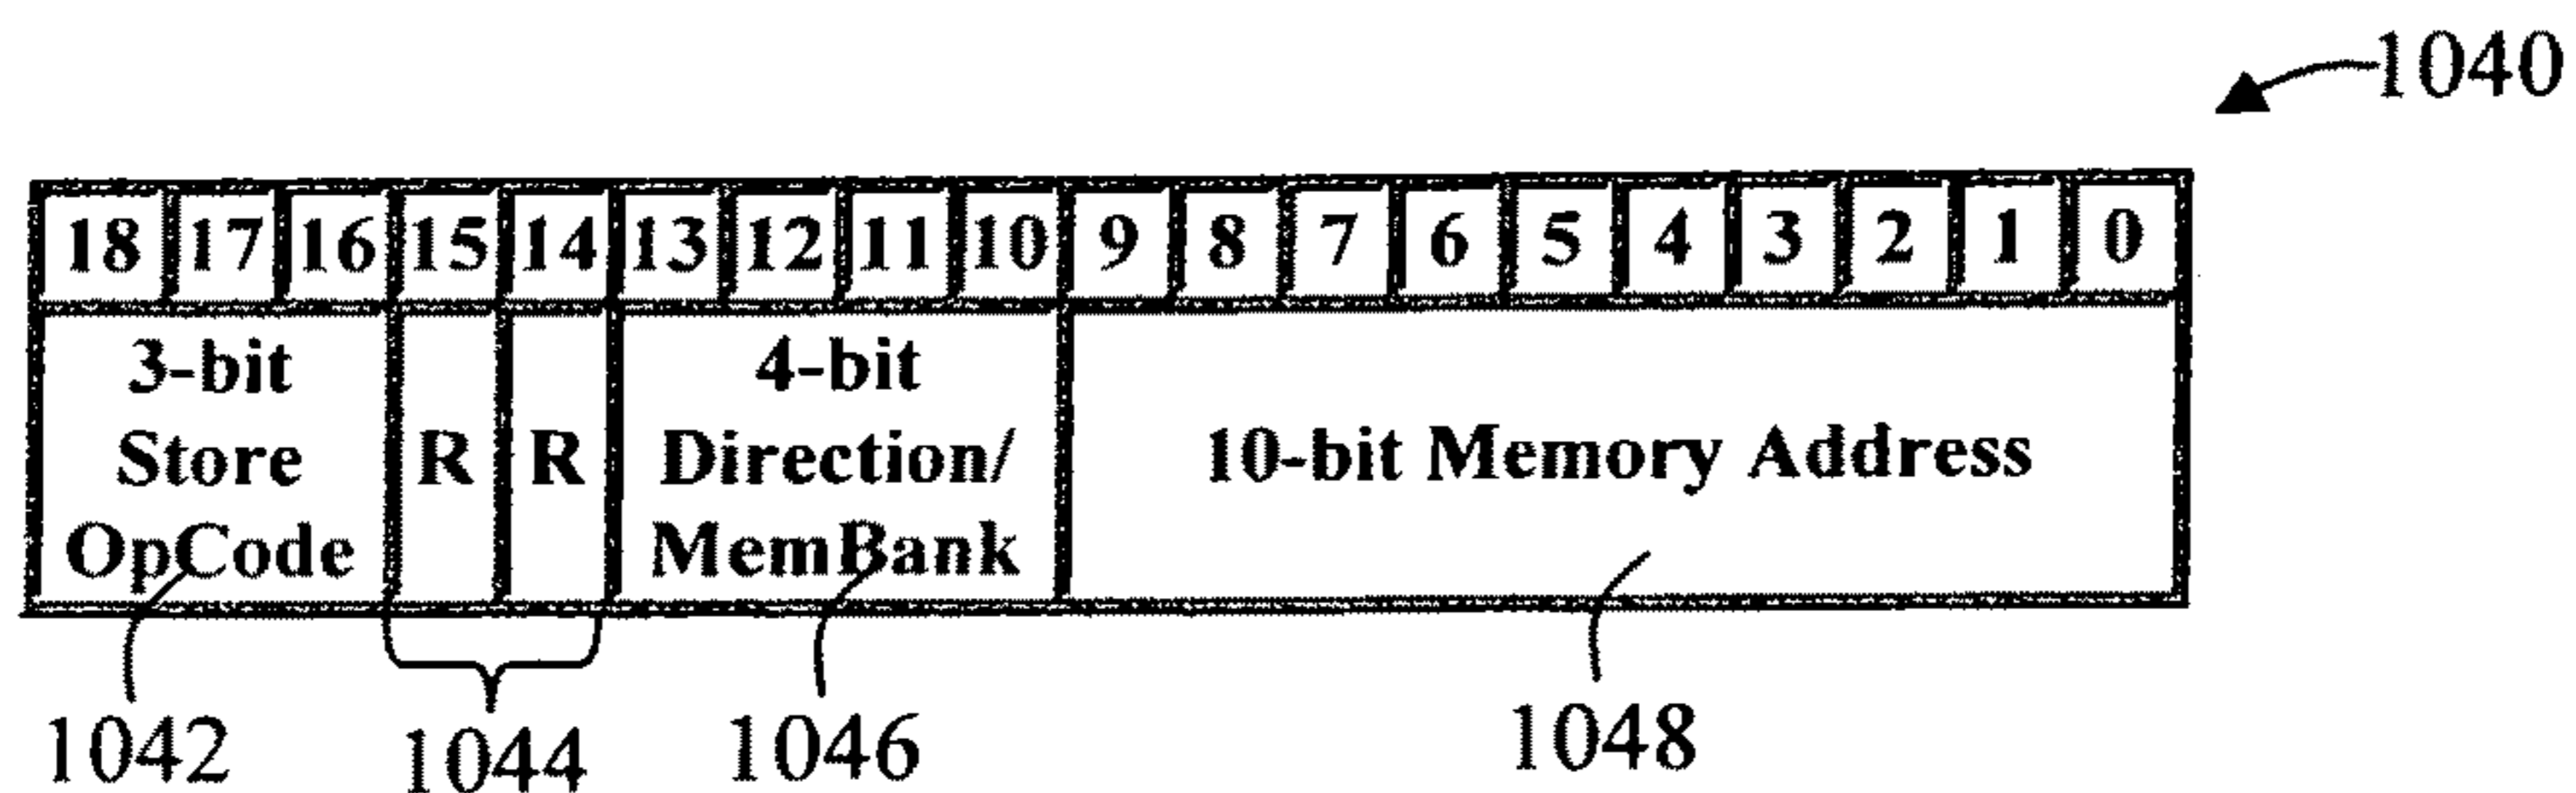 1040
18 17 16 15 14 13 12 11 10 9 8 7 6 5 4 3 2 1 0
3-bit
Store
OpCode
R R
4-bit
Direction/
MemBank
10-bit Memory Address
1042 1044 1046 1048